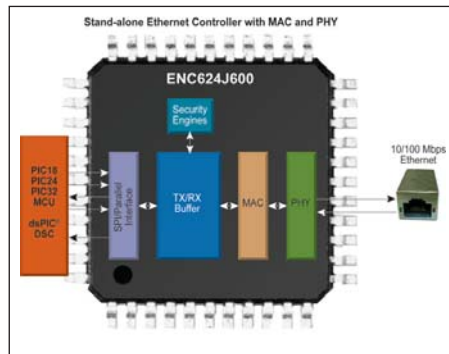 Stand-alone Ethernet Controller with MAC and PHY
ENC624J600
Security
Engines
PIC18
PIC24
PIC32
MCU
dsPIC®
DSC
SPI/Parallel
Interface
TX/RX
Buffer
MAC
PHY
10/100 Mbps
Ethernet